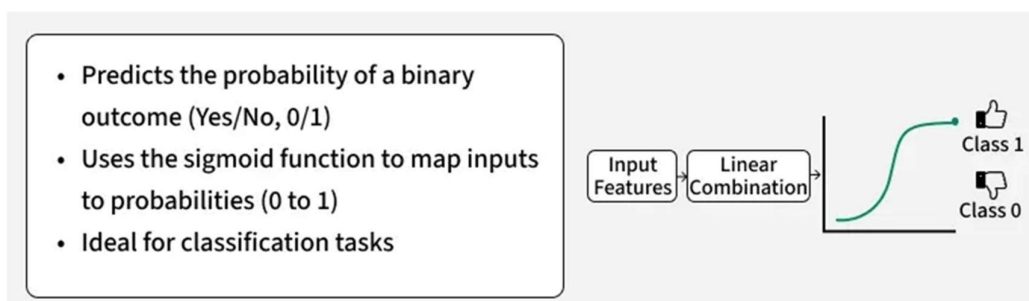 • Predicts the probability of a binary
outcome (Yes/No, 0/1)
• Uses the sigmoid function to map inputs
to probabilities (0 to 1)
• Ideal for classification tasks
Input
Features
Linear
Combination
Class 1
Class 0